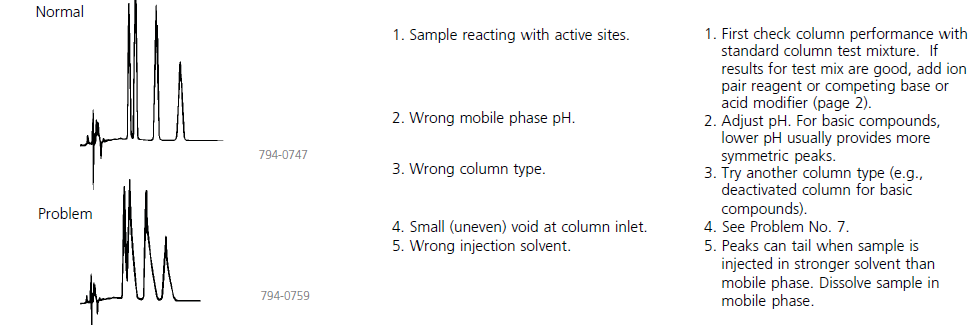 Normal
794-0747
Problem
794-0759
1. Sample reacting with active sites.
2. Wrong mobile phase pH.
3. Wrong column type.
4. Small (uneven) void at column inlet.
5. Wrong injection solvent.
1. First check column performance with
standard column test mixture.  If
results for test mix are good, add ion
pair reagent or competing base or
acid modifier (page 2).
2. Adjust pH. For basic compounds,
lower pH usually provides more
symmetric peaks.
3. Try another column type (e.g.,
deactivated column for basic
compounds).
4. See Problem No. 7.
5. Peaks can tail when sample is
injected in stronger solvent than
mobile phase. Dissolve sample in
mobile phase.